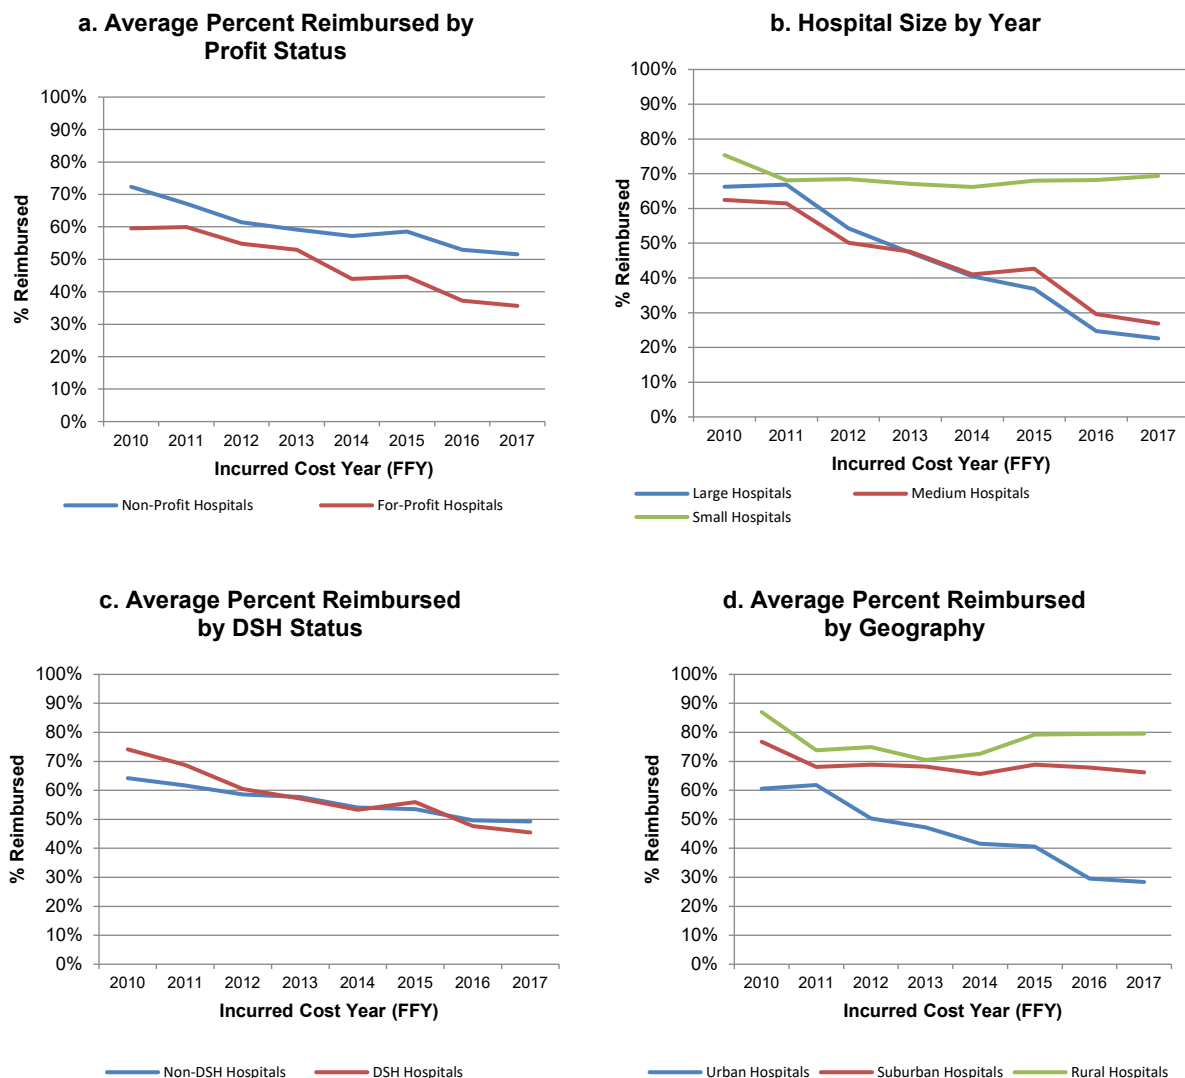 a. Average Percent Reimbursed by
Profit Status
100%
90%
80%
70%
60%
50%
40%
30%
20%
10%
0%
% Reimbursed
2010 2011 2012 2013 2014 2015 2016 2017
Incurred Cost Year (FFY)
Non-Profit Hospitals For-Profit Hospitals
b. Hospital Size by Year
100%
90%
80%
70%
60%
50%
40%
30%
20%
10%
0%
% Reimbursed
2010 2011 2012 2013 2014 2015 2016 2017
Incurred Cost Year (FFY)
Large Hospitals Medium Hospitals
Small Hospitals
c. Average Percent Reimbursed
by DSH Status
100%
90%
80%
70%
60%
50%
40%
30%
20%
10%
0%
% Reimbursed
2010 2011 2012 2013 2014 2015 2016 2017
Incurred Cost Year (FFY)
Non-DSH Hospitals DSH Hospitals
d. Average Percent Reimbursed
by Geography
100%
90%
80%
70%
60%
50%
40%
30%
20%
10%
0%
% Reimbursed
2010 2011 2012 2013 2014 2015 2016 2017
Incurred Cost Year (FFY)
Urban Hospitals Suburban Hospitals Rural Hospitals